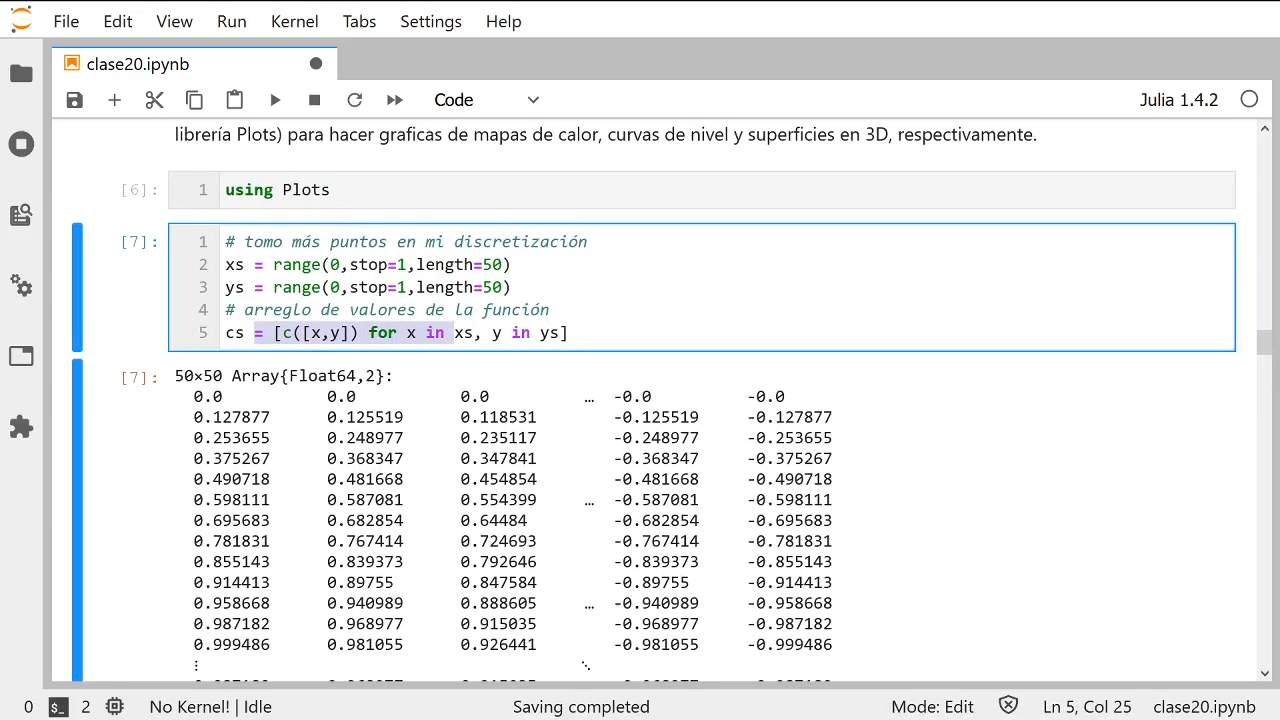 File Edit View Run Kernel Tabs Settings Help
clase20.ipynb
Code Julia 1.4.2
librería Plots) para hacer graficas de mapas de calor, curvas de nivel y superficies en 3D, respectivamente.
[6]: 1 using Plots
[7]: 1 # tomo más puntos en mi discretización
2 xs = range(0,stop=1,length=50)
3 ys = range(0,stop=1,length=50)
4 # arreglo de valores de la función
5 cs = [c([x,y]) for x in xs, y in ys]
[7]: 50×50 Array{Float64,2}:
0.0 0.0 0.0 … -0.0 -0.0
0.127877 0.125519 0.118531 -0.125519 -0.127877
0.253655 0.248977 0.235117 -0.248977 -0.253655
0.375267 0.368347 0.347841 -0.368347 -0.375267
0.490718 0.481668 0.454854 -0.481668 -0.490718
0.598111 0.587081 0.554399 … -0.587081 -0.598111
0.695683 0.682854 0.64484 -0.682854 -0.695683
0.781831 0.767414 0.724693 -0.767414 -0.781831
0.855143 0.839373 0.792646 -0.839373 -0.855143
0.914413 0.89755 0.847584 -0.89755 -0.914413
0.958668 0.940989 0.888605 … -0.940989 -0.958668
0.987182 0.968977 0.915035 -0.968977 -0.987182
0.999486 0.981055 0.926441 -0.981055 -0.999486
⋮ ⋱
0 $_ 2 No Kernel! | Idle Saving completed Mode: Edit Ln 5, Col 25 clase20.ipynb